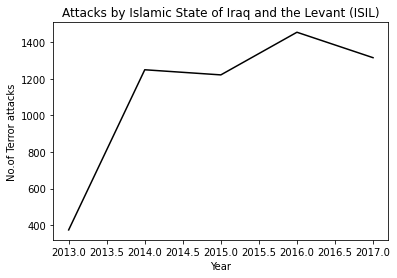 Attacks by Islamic State of Iraq and the Levant (ISIL)
No.of Terror attacks
1400
1200
1000
800
600
400
2013.0 2013.5 2014.0 2014.5 2015.0 2015.5 2016.0 2016.5 2017.0
Year